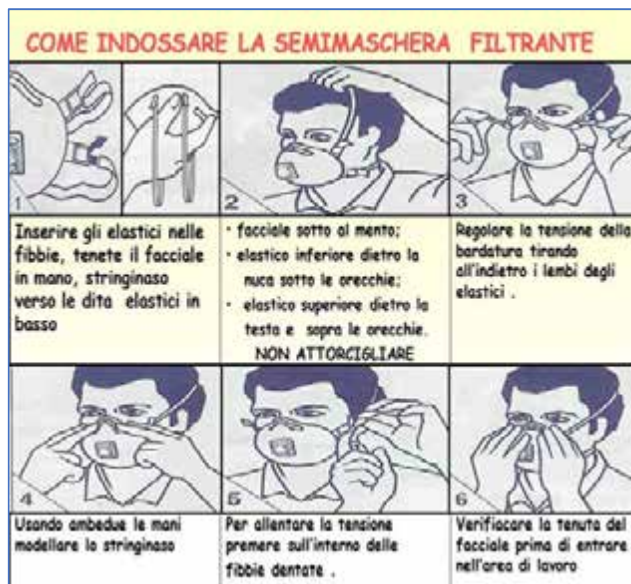 COME INDOSSARE LA SEMIMASCHERA FILTRANTE
1
Inserire gli elastici nelle
fibbie, tenete il facciale
in mano, stringinaso
verso le dita elastici in
basso
2
• facciale sotto al mento;
• elastico inferiore dietro la
nuca sotto le orecchie;
• elastico superiore dietro la
testa e sopra le orecchie.
NON ATTORCIGLIARE
3
Regolare la tensione della
bardatura tirando
all'indietro i lembi degli
elastici .
4
Usando ambedue le mani
modellare lo stringinaso
5
Per allentare la tensione
premere sull'interno delle
fibbie dentate .
6
Verifiacare la tenuta del
facciale prima di entrare
nell'area di lavoro